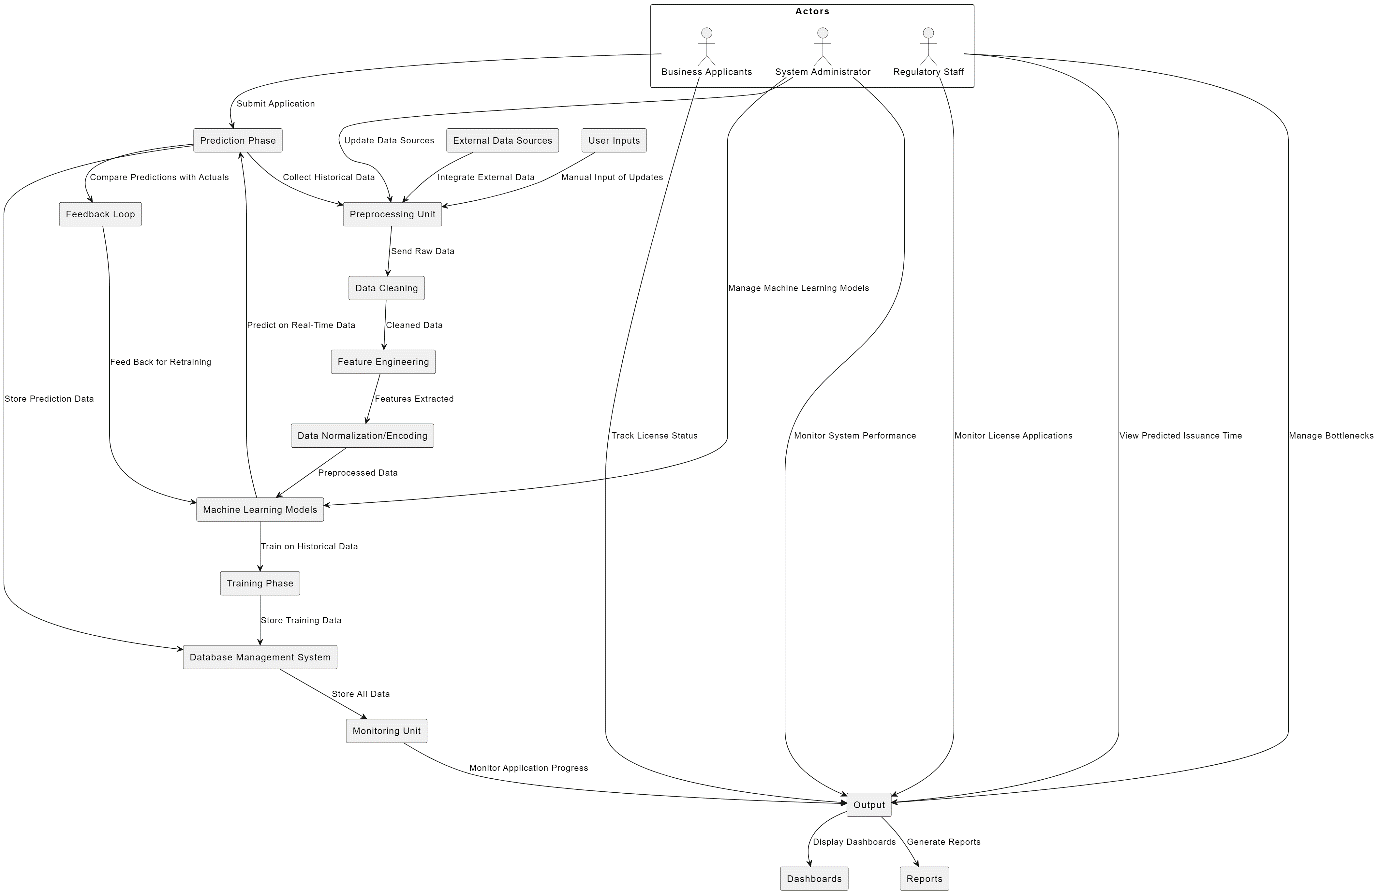 Actors
Business Applicants
System Administrator
Regulatory Staff
Submit Application
Prediction Phase
Update Data Sources
External Data Sources
User Inputs
Compare Predictions with Actuals
Collect Historical Data
Integrate External Data
Manual Input of Updates
Feedback Loop
Preprocessing Unit
Send Raw Data
Data Cleaning
Manage Machine Learning Models
Predict on Real-Time Data
Cleaned Data
Feed Back for Retraining
Feature Engineering
Store Prediction Data
Features Extracted
Data Normalization/Encoding
Track License Status
Monitor System Performance
Monitor License Applications
View Predicted Issuance Time
Manage Bottlenecks
Preprocessed Data
Machine Learning Models
Train on Historical Data
Training Phase
Store Training Data
Database Management System
Store All Data
Monitoring Unit
Monitor Application Progress
Output
Display Dashboards
Generate Reports
Dashboards
Reports